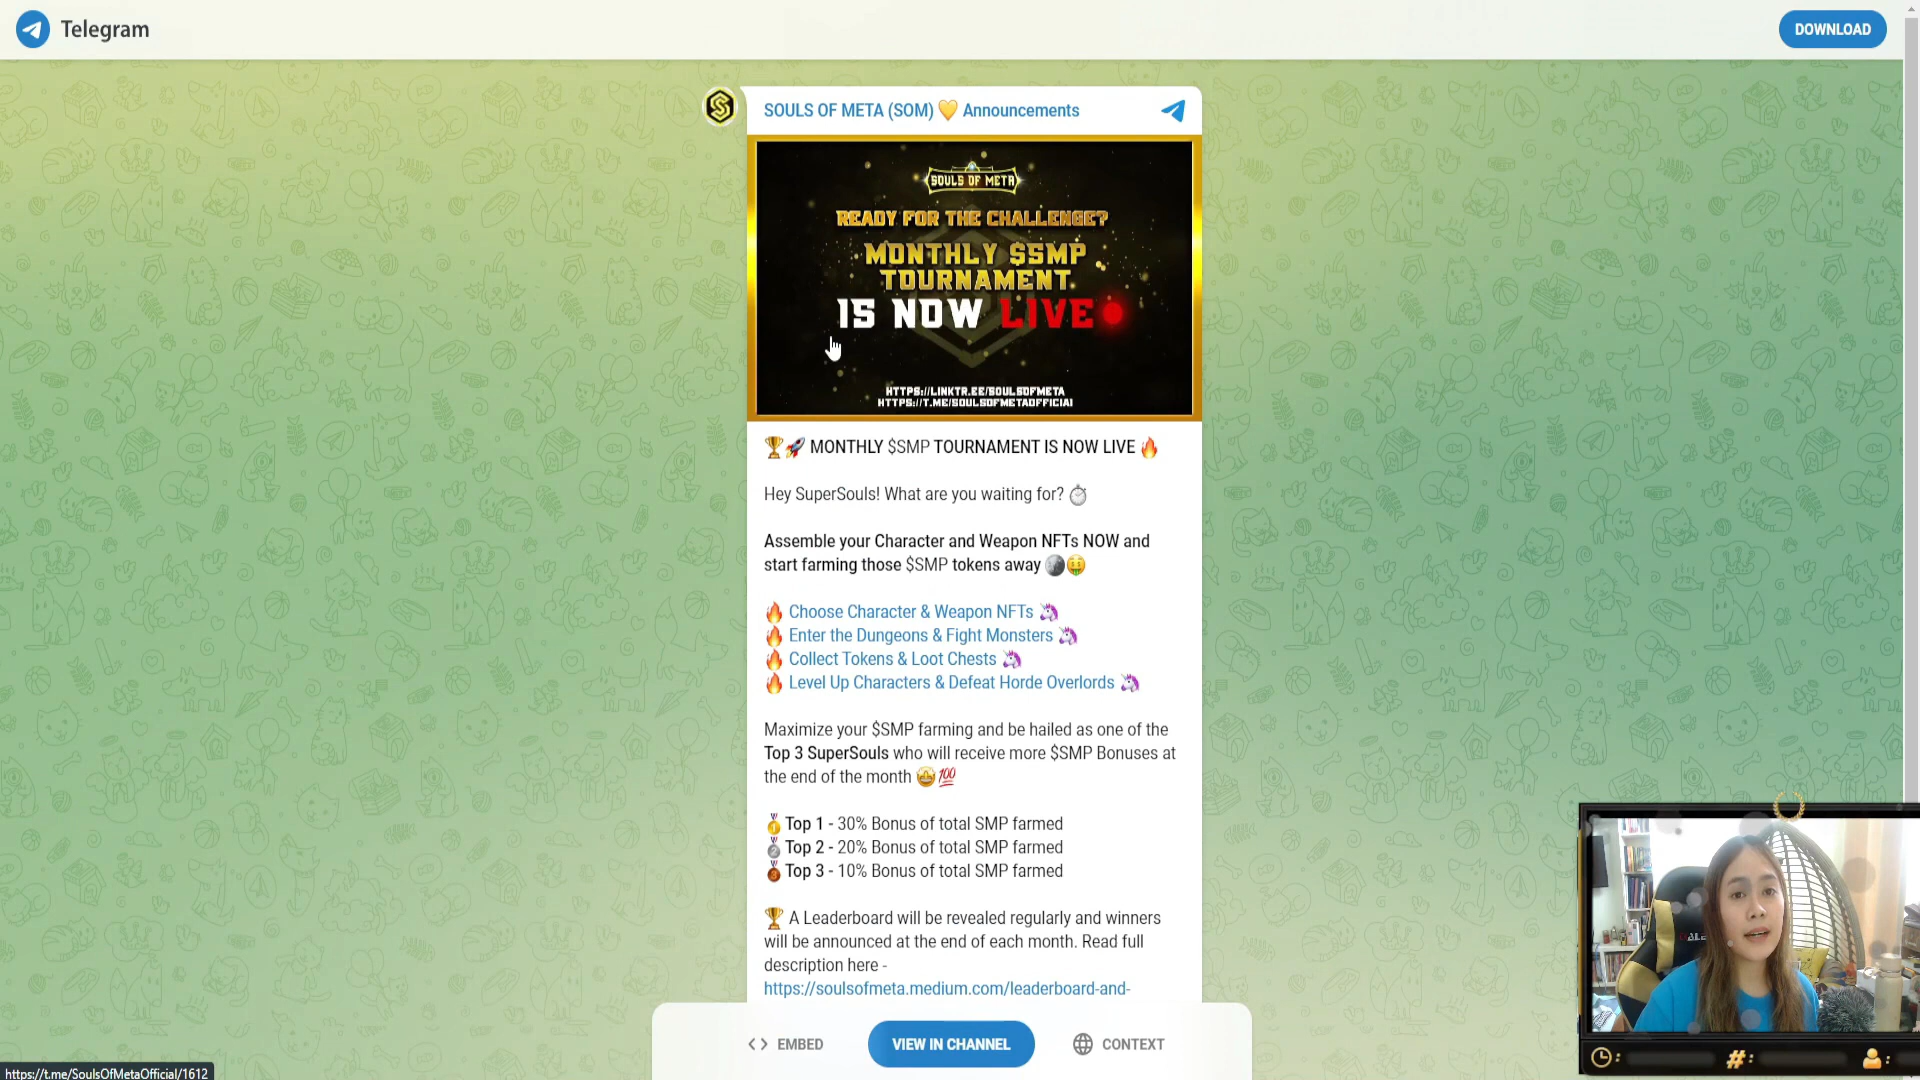 Telegram
DOWNLOAD
SOULS OF META (SOM) 💛 Announcements
SOULS OF META
READY FOR THE CHALLENGE?
MONTHLY $SMP
TOURNAMENT
IS NOW LIVE
HTTPS://LINKTR.EE/SOULSOFMETA
HTTPS://T.ME/SOULSOFMETAOFFICIAL
🏆🚀 MONTHLY $SMP TOURNAMENT IS NOW LIVE 🔥
Hey SuperSouls! What are you waiting for? ⏱
Assemble your Character and Weapon NFTs NOW and
start farming those $SMP tokens away 🌖🤑
🔥 Choose Character & Weapon NFTs 🦄
🔥 Enter the Dungeons & Fight Monsters 🦄
🔥 Collect Tokens & Loot Chests 🦄
🔥 Level Up Characters & Defeat Horde Overlords 🦄
Maximize your $SMP farming and be hailed as one of the
Top 3 SuperSouls who will receive more $SMP Bonuses at
the end of the month 🤩💯
🥇Top 1 - 30% Bonus of total SMP farmed
🥈Top 2 - 20% Bonus of total SMP farmed
🥉Top 3 - 10% Bonus of total SMP farmed
🏆 A Leaderboard will be revealed regularly and winners
will be announced at the end of each month. Read full
description here -
https://soulsofmeta.medium.com/leaderboard-and-
EMBED
VIEW IN CHANNEL
CONTEXT
https://t.me/SoulsOfMetaOfficial/1612
: #: :